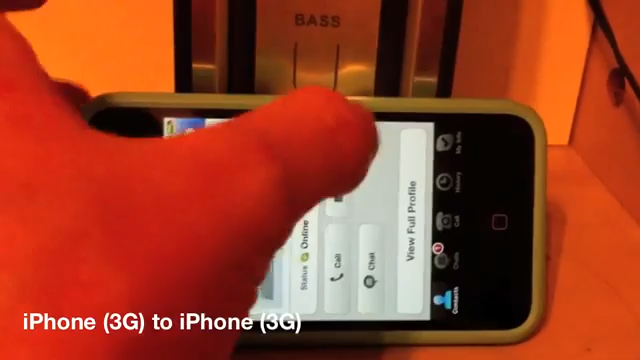 BASS
Status Online
Call
Chat
View Full Profile
Contacts
Chats
Call
History
My Info
1
iPhone (3G) to iPhone (3G)